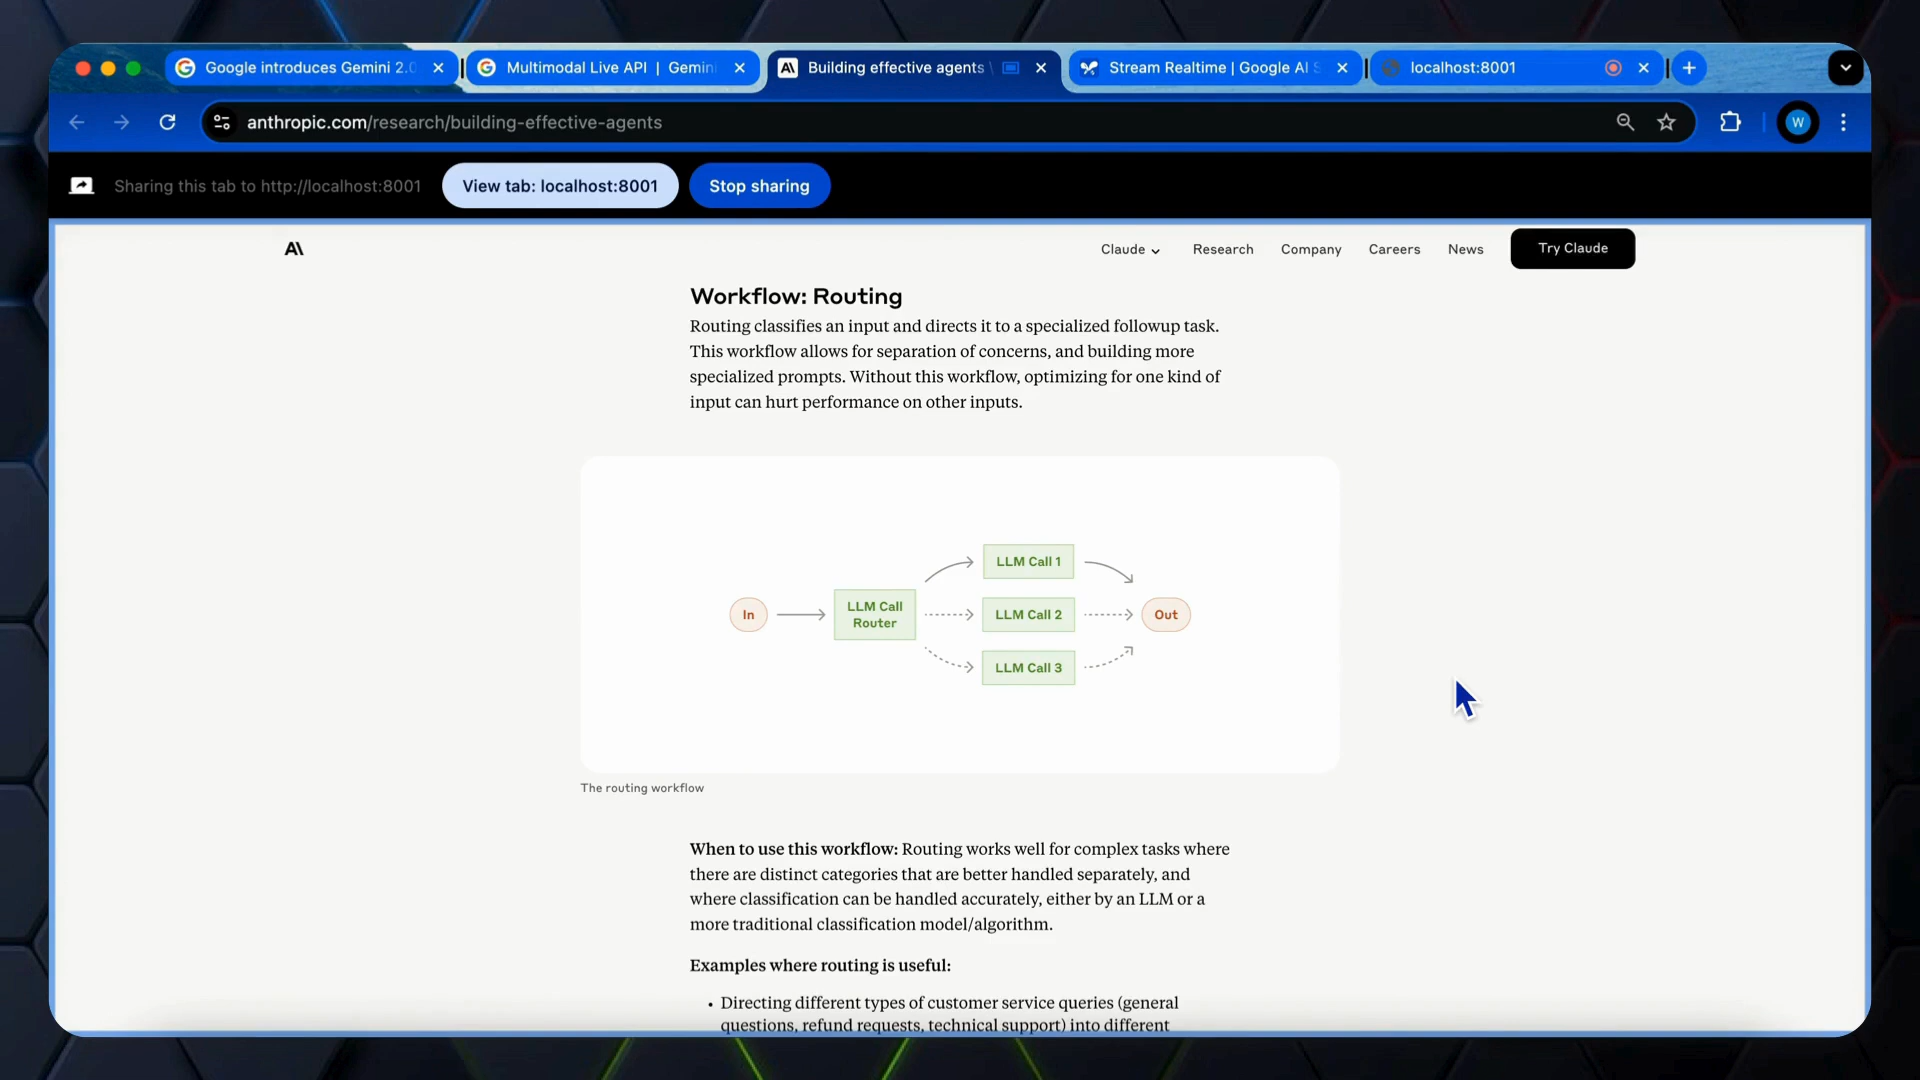 Google introduces Gemini 2.0
Multimodal Live API | Gemini
Building effective agents \
Stream Realtime | Google AI S
localhost:8001
anthropic.com/research/building-effective-agents
W
Sharing this tab to http://localhost:8001
View tab: localhost:8001
Stop sharing
A\
Claude
Research
Company
Careers
News
Try Claude
Workflow: Routing
Routing classifies an input and directs it to a specialized followup task.
This workflow allows for separation of concerns, and building more
specialized prompts. Without this workflow, optimizing for one kind of
input can hurt performance on other inputs.
In
LLM Call
Router
LLM Call 1
LLM Call 2
LLM Call 3
Out
The routing workflow
When to use this workflow: Routing works well for complex tasks where
there are distinct categories that are better handled separately, and
where classification can be handled accurately, either by an LLM or a
more traditional classification model/algorithm.
Examples where routing is useful:
• Directing different types of customer service queries (general
questions, refund requests, technical support) into different